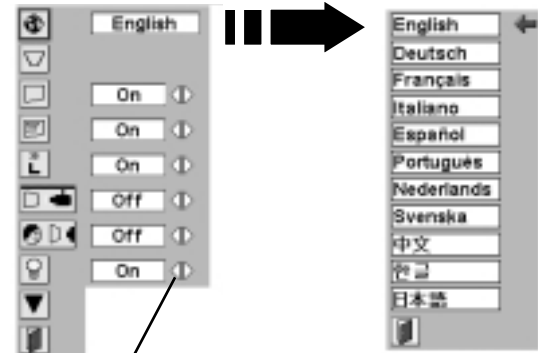 English
On
On
On
Off
Off
On
English
Deutsch
Français
Italiano
Español
Português
Nederlands
Svenska
中文
한글
日本語